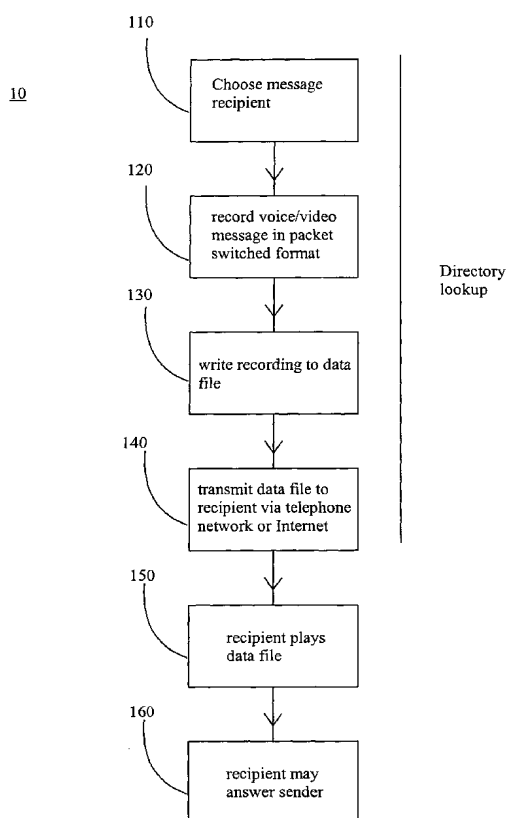 110
10
Choose message
recipient
120
record voice/video
message in packet
switched format
Directory
lookup
130
write recording to data
file
140
transmit data file to
recipient via telephone
network or Internet
150
recipient plays
data file
160
recipient may
answer sender